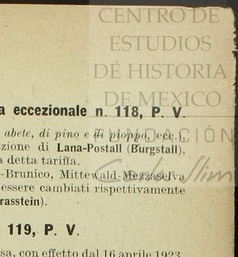 CENTRO DE
ESTUDIOS
DE HISTORIA
DE MEXICO
a eccezionale n. 118, P. V.
abete, di pino e di pioppo, ecc.)
FUNDACIÓN
zione di Lana-Postall (Burgstall),
a detta tariffa.
-Brunico, Mittewald-Mezzaselva
essere cambiati rispettivamente
rasstein).
119, P. V.
sa, con effetto dal 16 aprile 1923